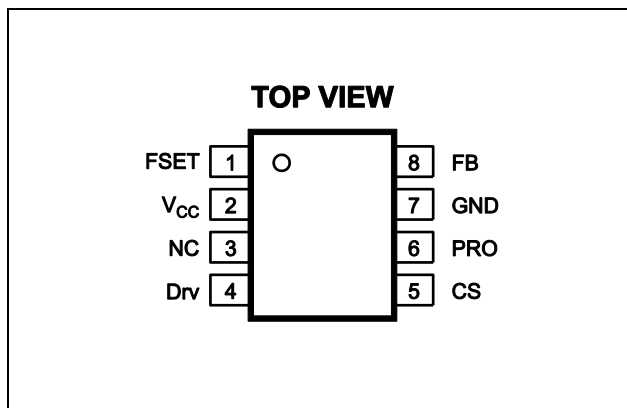 TOP VIEW
FSET 1 8 FB
VCC 2 7 GND
NC 3 6 PRO
Drv 4 5 CS